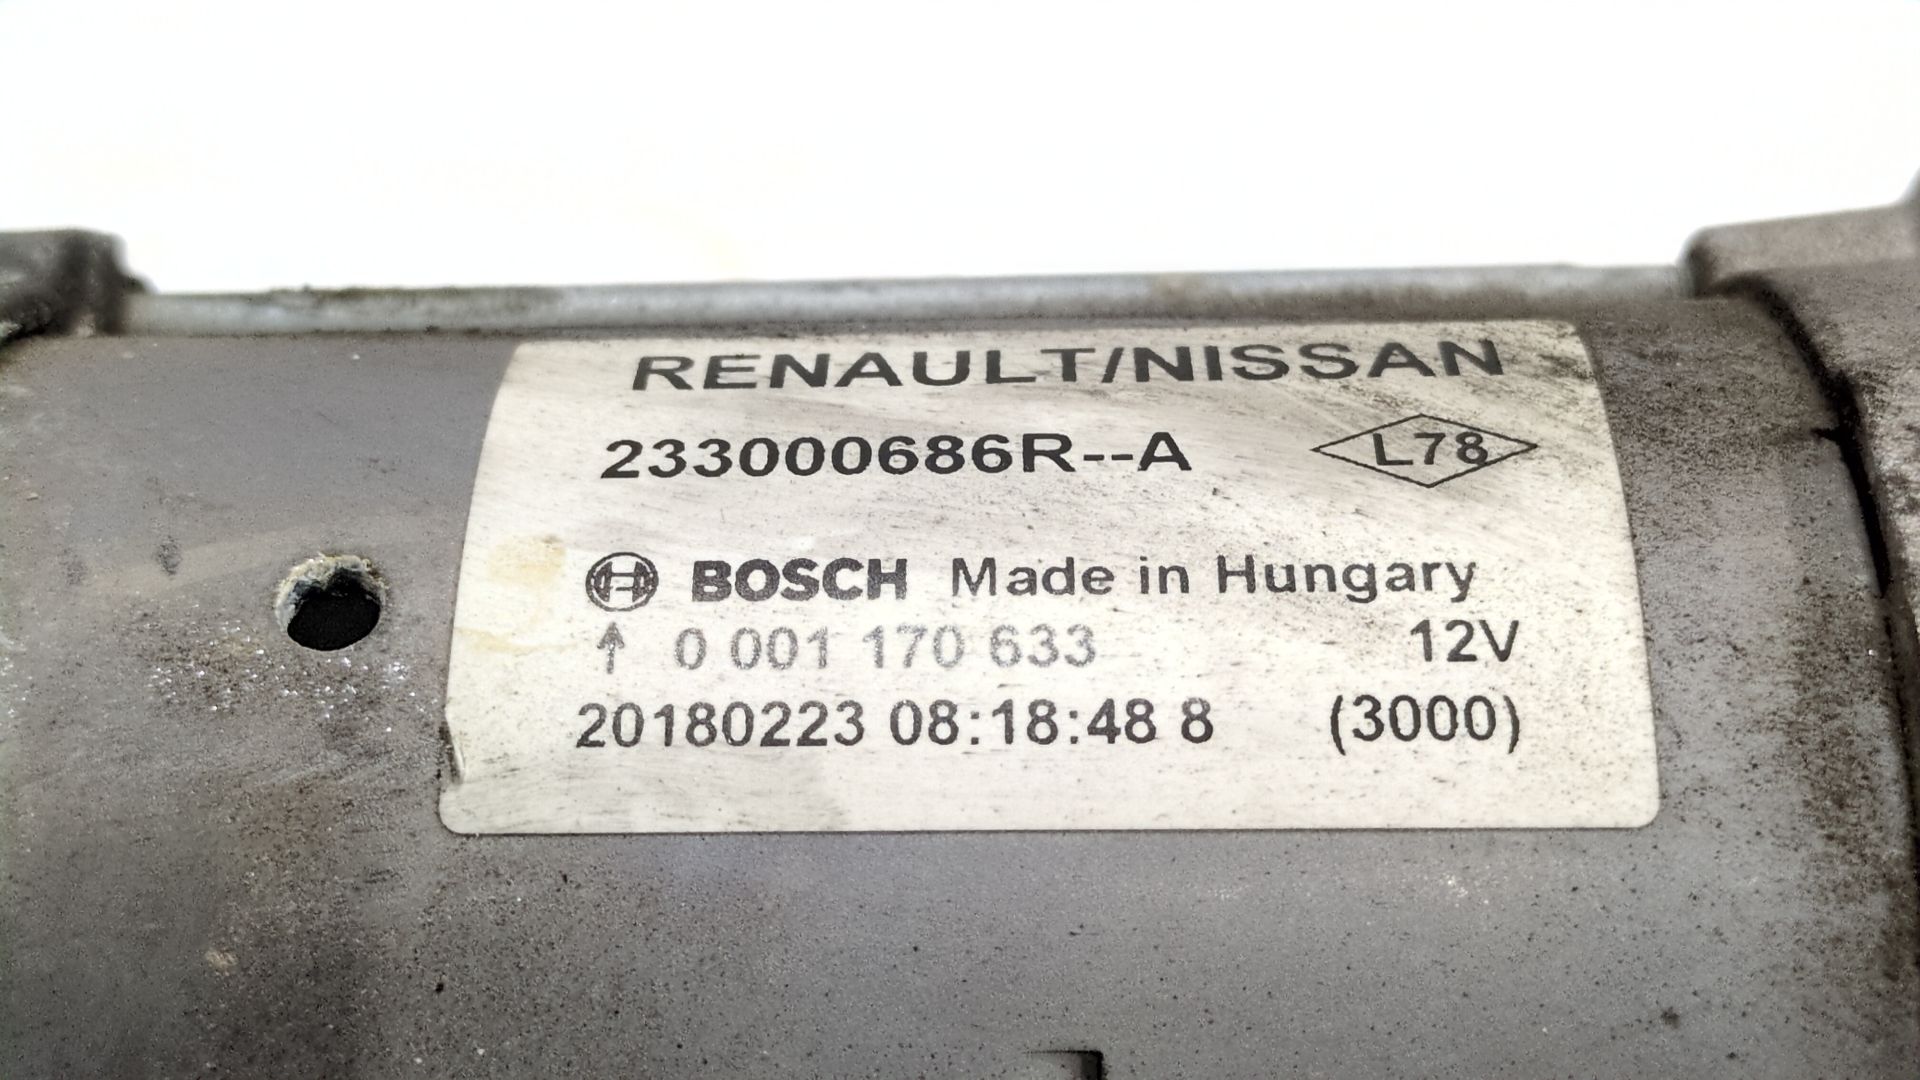 RENAULT/NISSAN
233000686R--A L78
BOSCH Made in Hungary
↑ 0 001 170 633 12V
20180223 08:18:48 8 (3000)